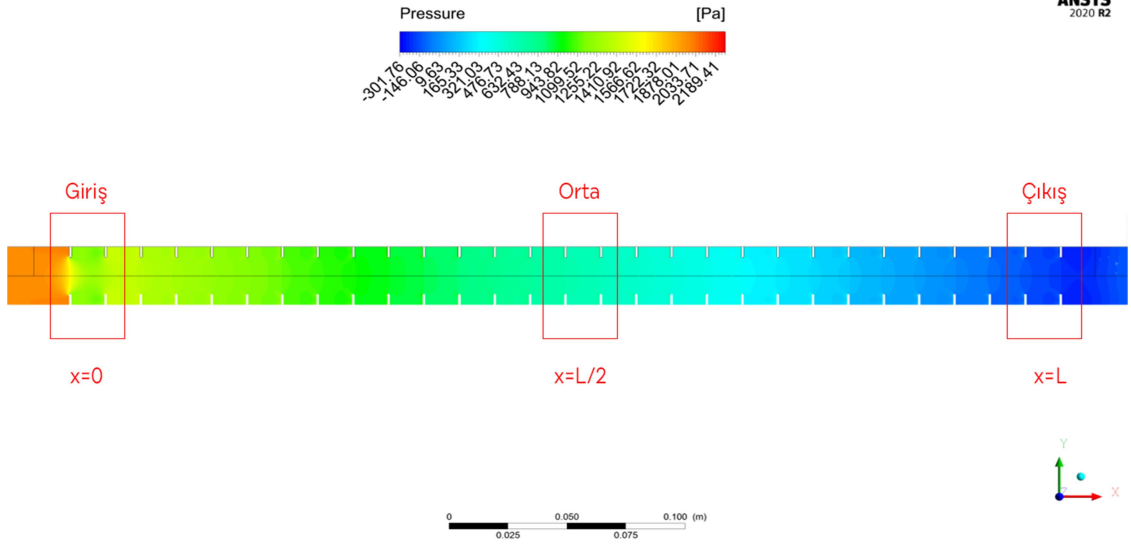 ANSYS
2020 R2
Pressure [Pa]
-301.76
-146.06
9.63
165.33
321.03
476.73
632.43
788.13
943.82
1099.52
1255.22
1410.92
1566.62
1722.32
1878.01
2033.71
2189.41
Giriş Orta Çıkış
x=0 x=L/2 x=L
Y
Z X
0 0.050 0.100 (m)
0.025 0.075